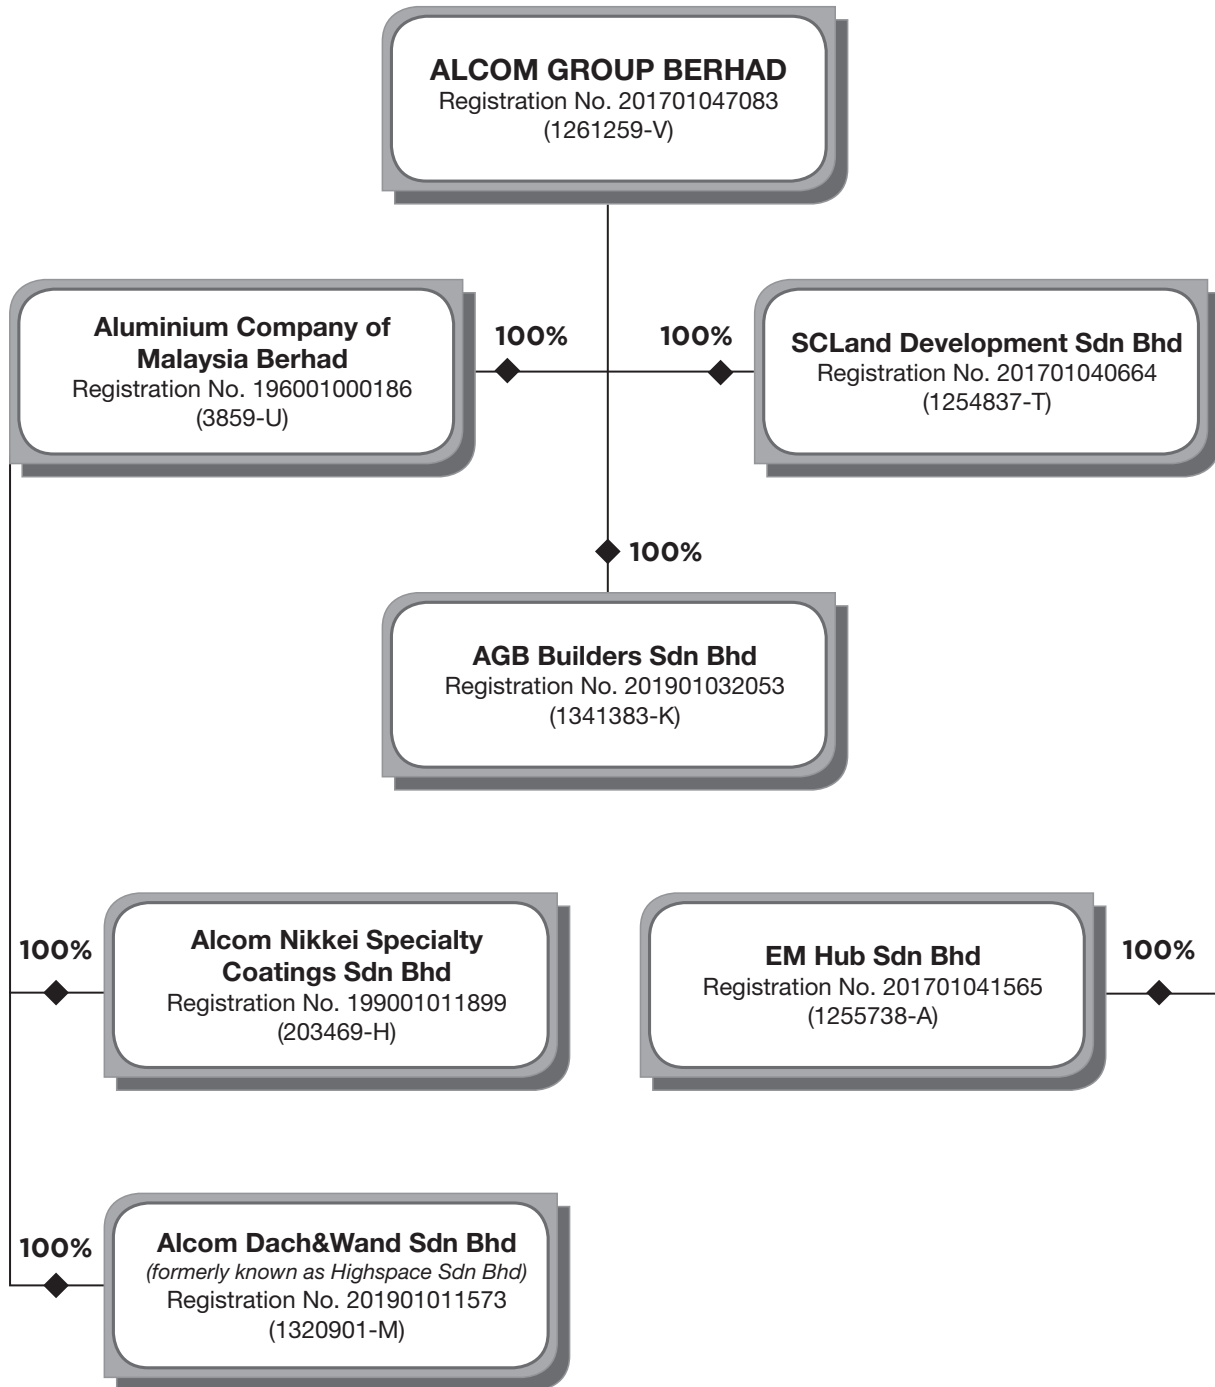 ALCOM GROUP BERHAD
Registration No. 201701047083
(1261259-V)
Aluminium Company of
Malaysia Berhad
Registration No. 196001000186
(3859-U)
100%
100%
SCLand Development Sdn Bhd
Registration No. 201701040664
(1254837-T)
100%
AGB Builders Sdn Bhd
Registration No. 201901032053
(1341383-K)
100%
Alcom Nikkei Specialty
Coatings Sdn Bhd
Registration No. 199001011899
(203469-H)
EM Hub Sdn Bhd
Registration No. 201701041565
(1255738-A)
100%
100%
Alcom Dach&Wand Sdn Bhd
(formerly known as Highspace Sdn Bhd)
Registration No. 201901011573
(1320901-M)